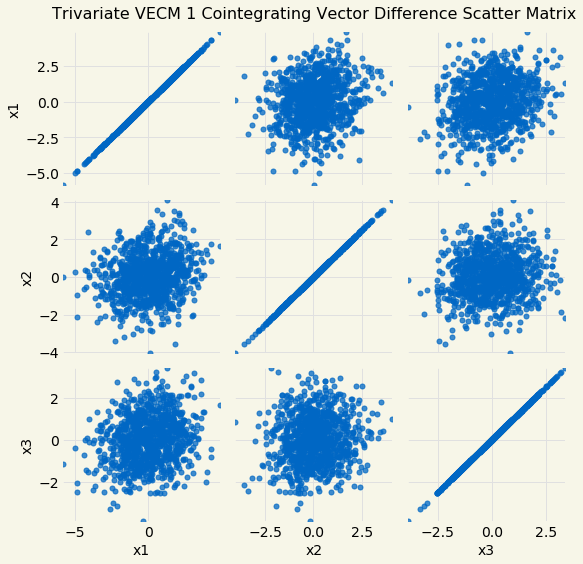 Trivariate VECM 1 Cointegrating Vector Difference Scatter Matrix
x1
2.5
0.0
−2.5
−5.0
x2
4
2
0
−2
−4
x3
2
0
−2
−5 0 −2.5 0.0 2.5 −2.5 0.0 2.5
x1 x2 x3